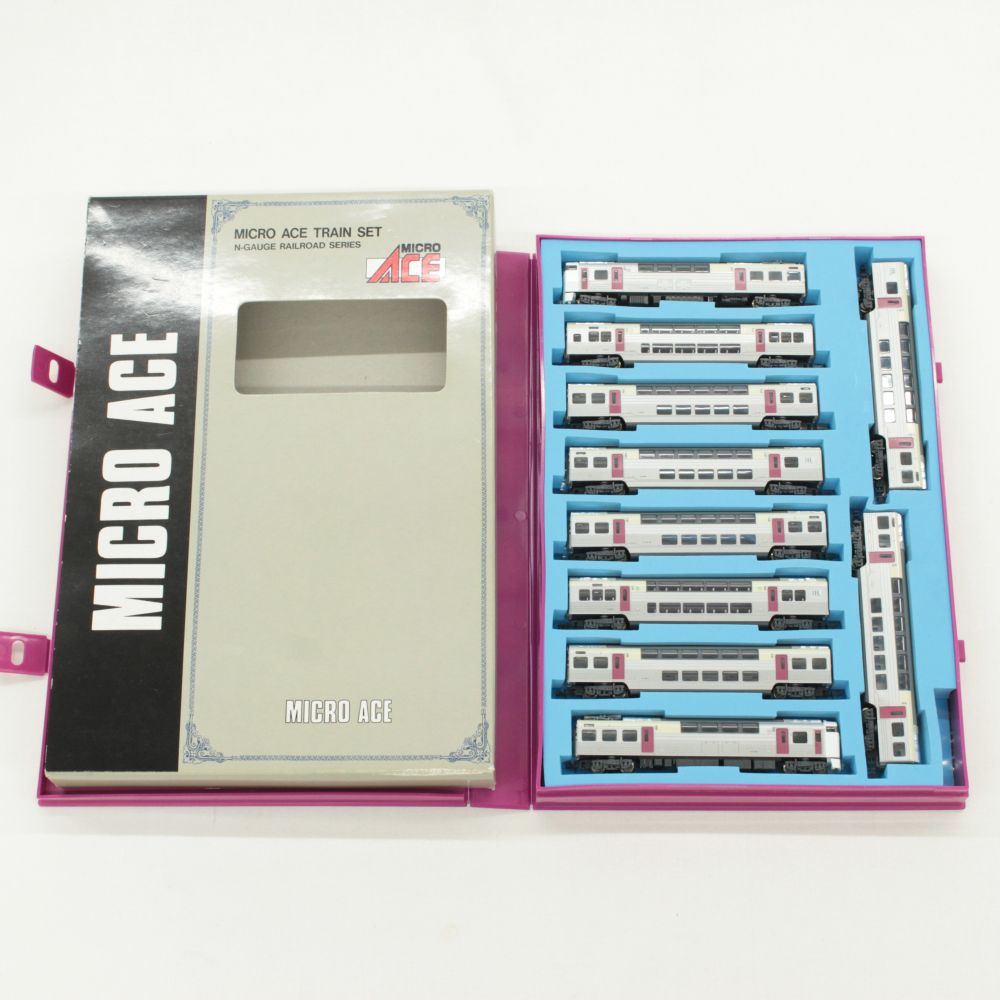 MICRO ACE
MICRO ACE TRAIN SET
N-GAUGE RAILROAD SERIES
MICRO
ACE
MICRO ACE